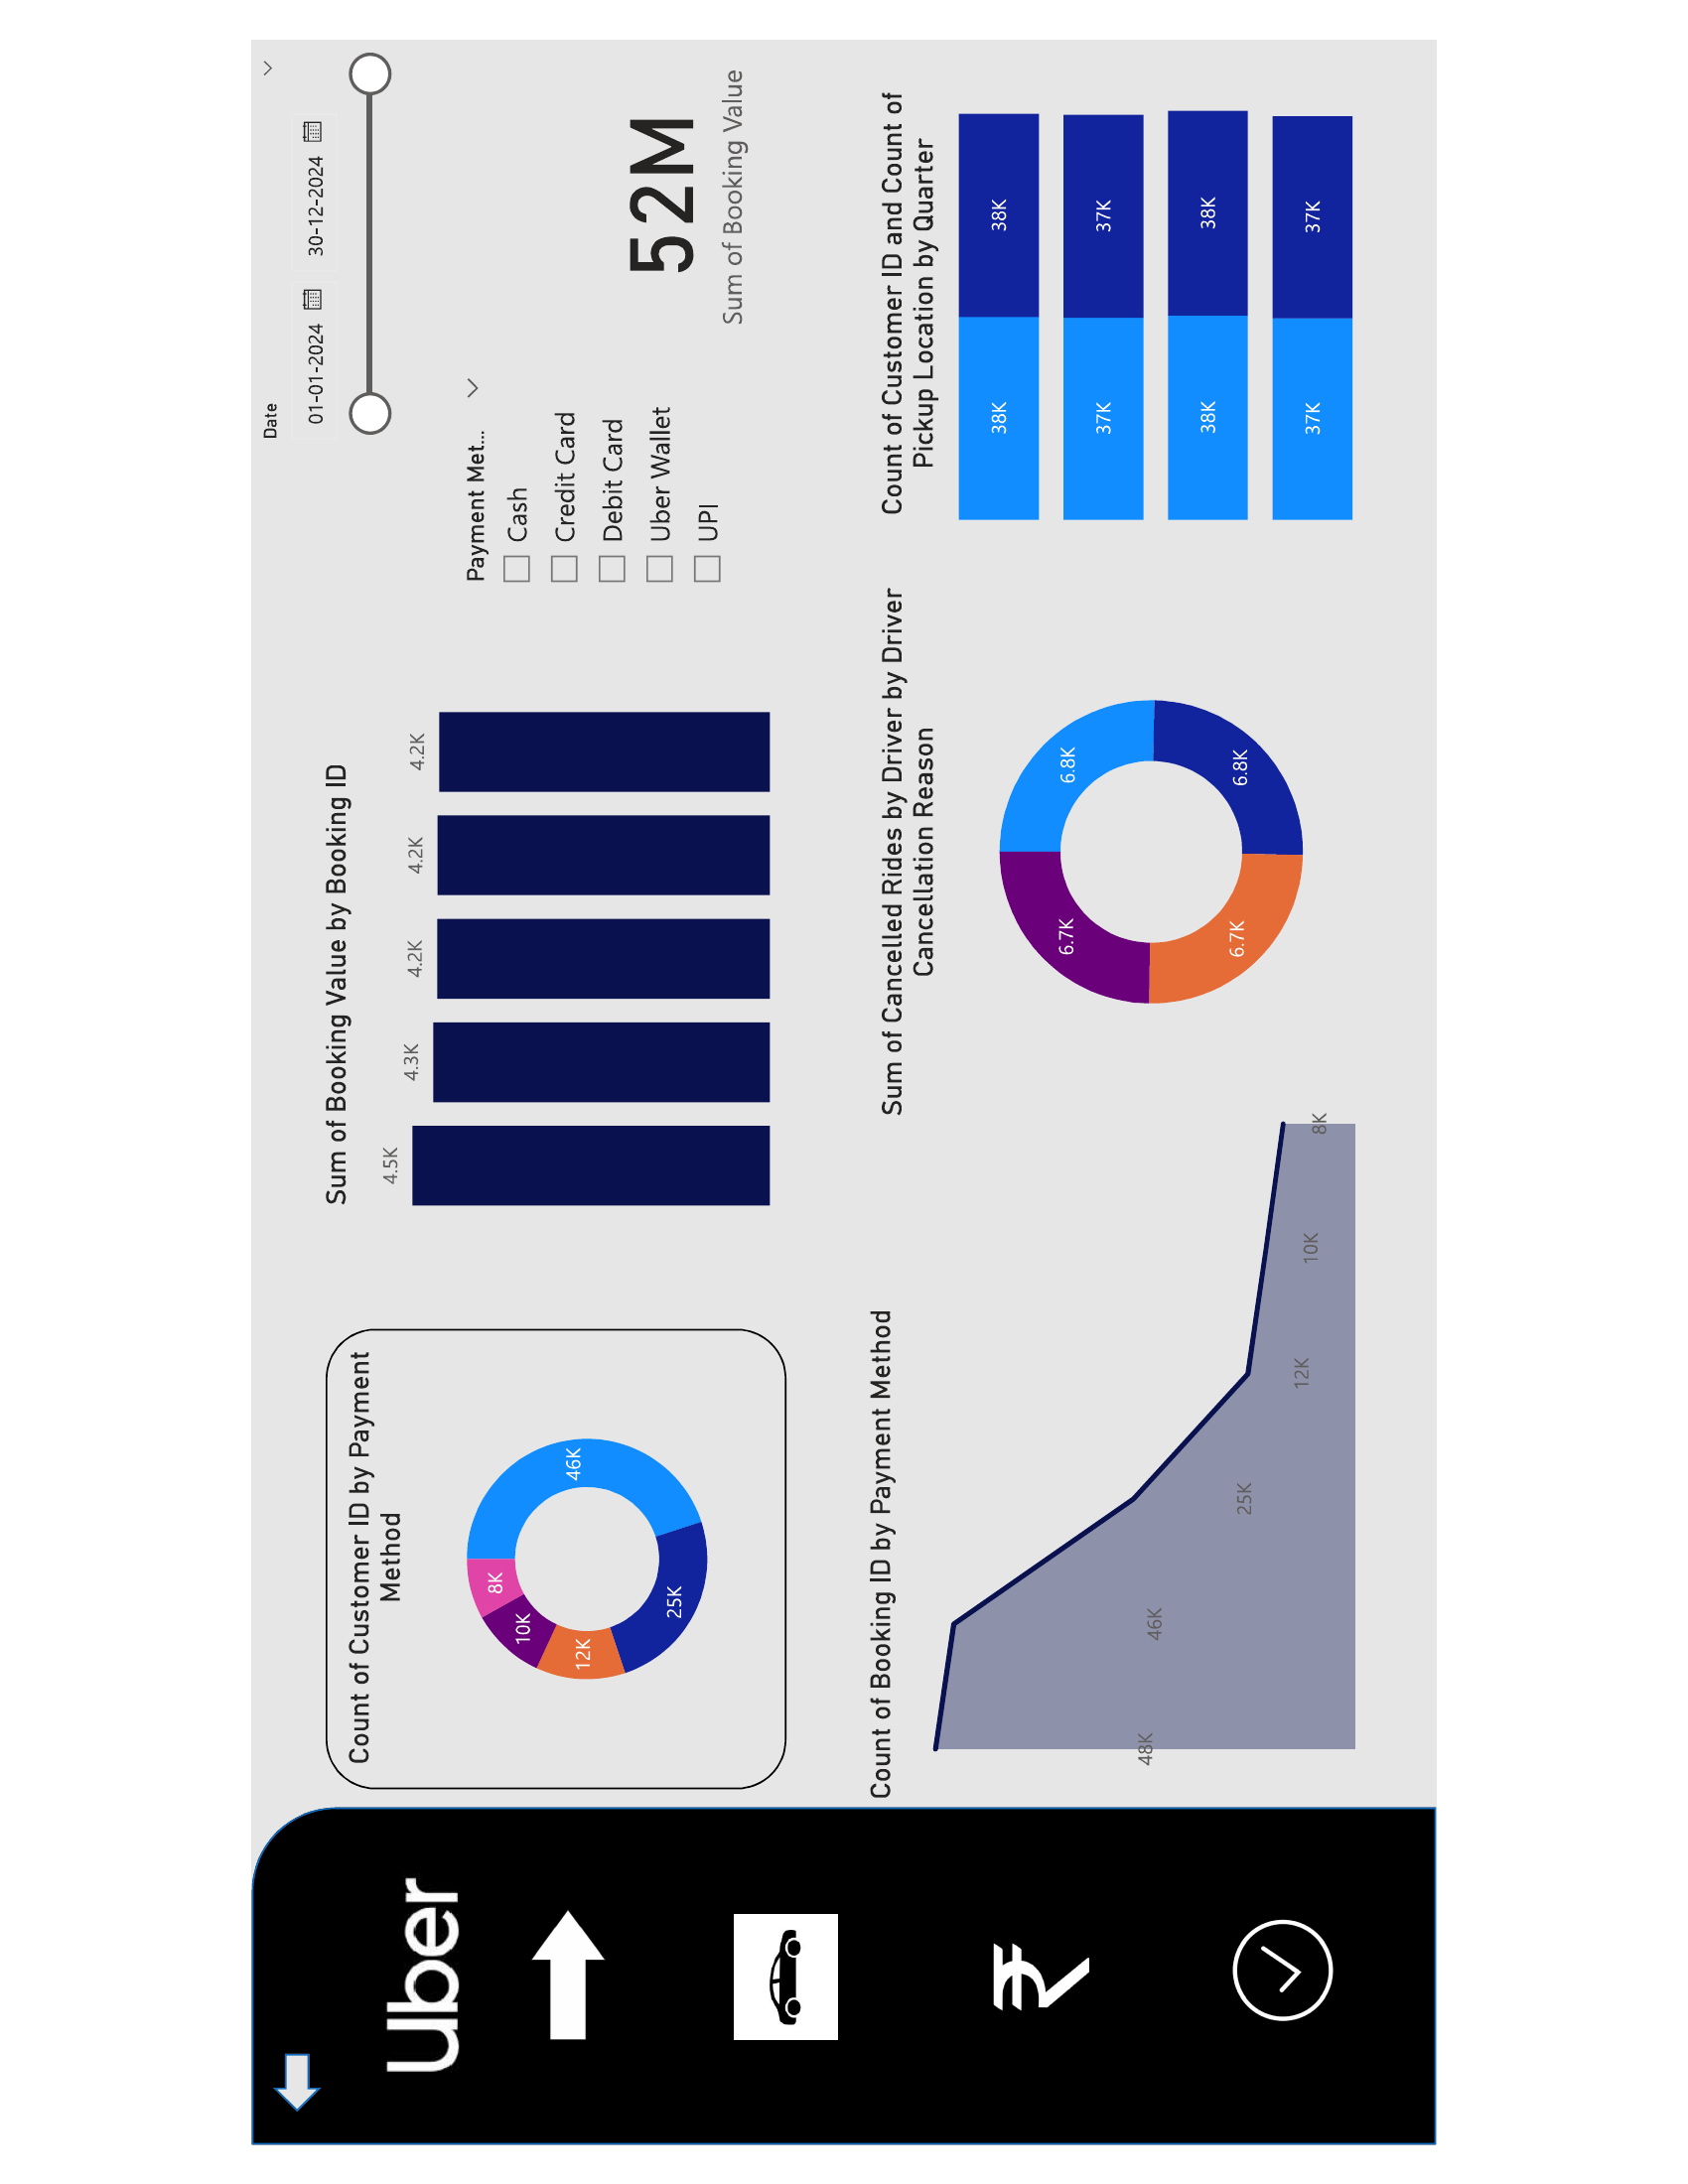 Uber
Date
01-01-2024
30-12-2024
Count of Customer ID by Payment
Method
46K
25K
12K
10K
8K
Sum of Booking Value by Booking ID
4.5K
4.3K
4.2K
4.2K
4.2K
Payment Met...
Cash
Credit Card
Debit Card
Uber Wallet
UPI
52M
Sum of Booking Value
Count of Booking ID by Payment Method
48K
46K
25K
12K
10K
8K
Sum of Cancelled Rides by Driver by Driver
Cancellation Reason
6.7K
6.8K
6.7K
6.8K
Count of Customer ID and Count of
Pickup Location by Quarter
38K 38K
37K 37K
38K 38K
37K 37K